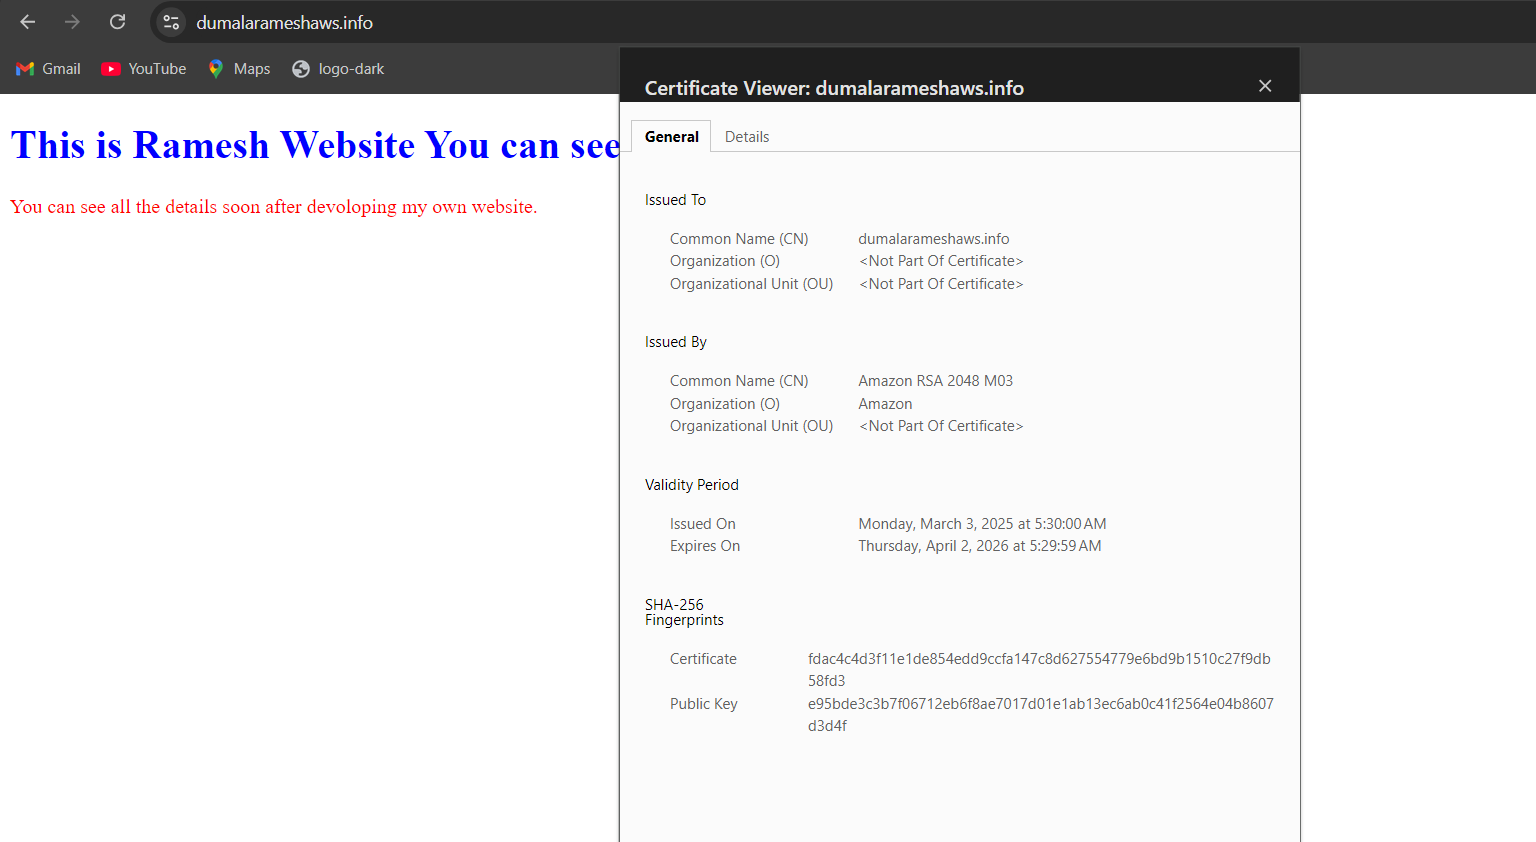 dumalarameshaws.info
Gmail YouTube Maps logo-dark
This is Ramesh Website You can see
You can see all the details soon after devoloping my own website.
Certificate Viewer: dumalarameshaws.info
General Details
Issued To
Common Name (CN) dumalarameshaws.info
Organization (O) <Not Part Of Certificate>
Organizational Unit (OU) <Not Part Of Certificate>
Issued By
Common Name (CN) Amazon RSA 2048 M03
Organization (O) Amazon
Organizational Unit (OU) <Not Part Of Certificate>
Validity Period
Issued On Monday, March 3, 2025 at 5:30:00 AM
Expires On Thursday, April 2, 2026 at 5:29:59 AM
SHA-256
Fingerprints
Certificate fdac4c4d3f11e1de854edd9ccfa147c8d627554779e6bd9b1510c27f9db
58fd3
Public Key e95bde3c3b7f06712eb6f8ae7017d01e1ab13ec6ab0c41f2564e04b8607
d3d4f